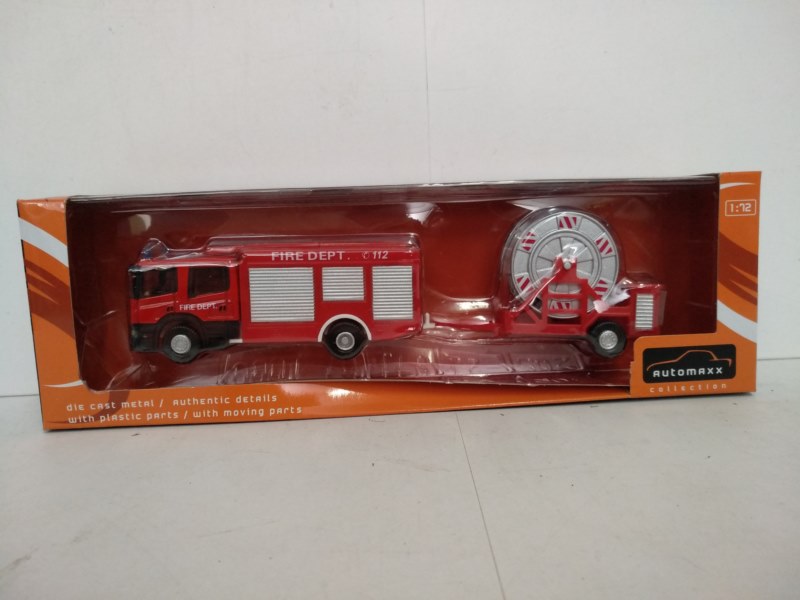 1:72
FIRE DEPT. ✆ 112
FIRE DEPT.
AUTOMAXX
collection
die cast metal / Authentic details
with plastic parts / with moving parts